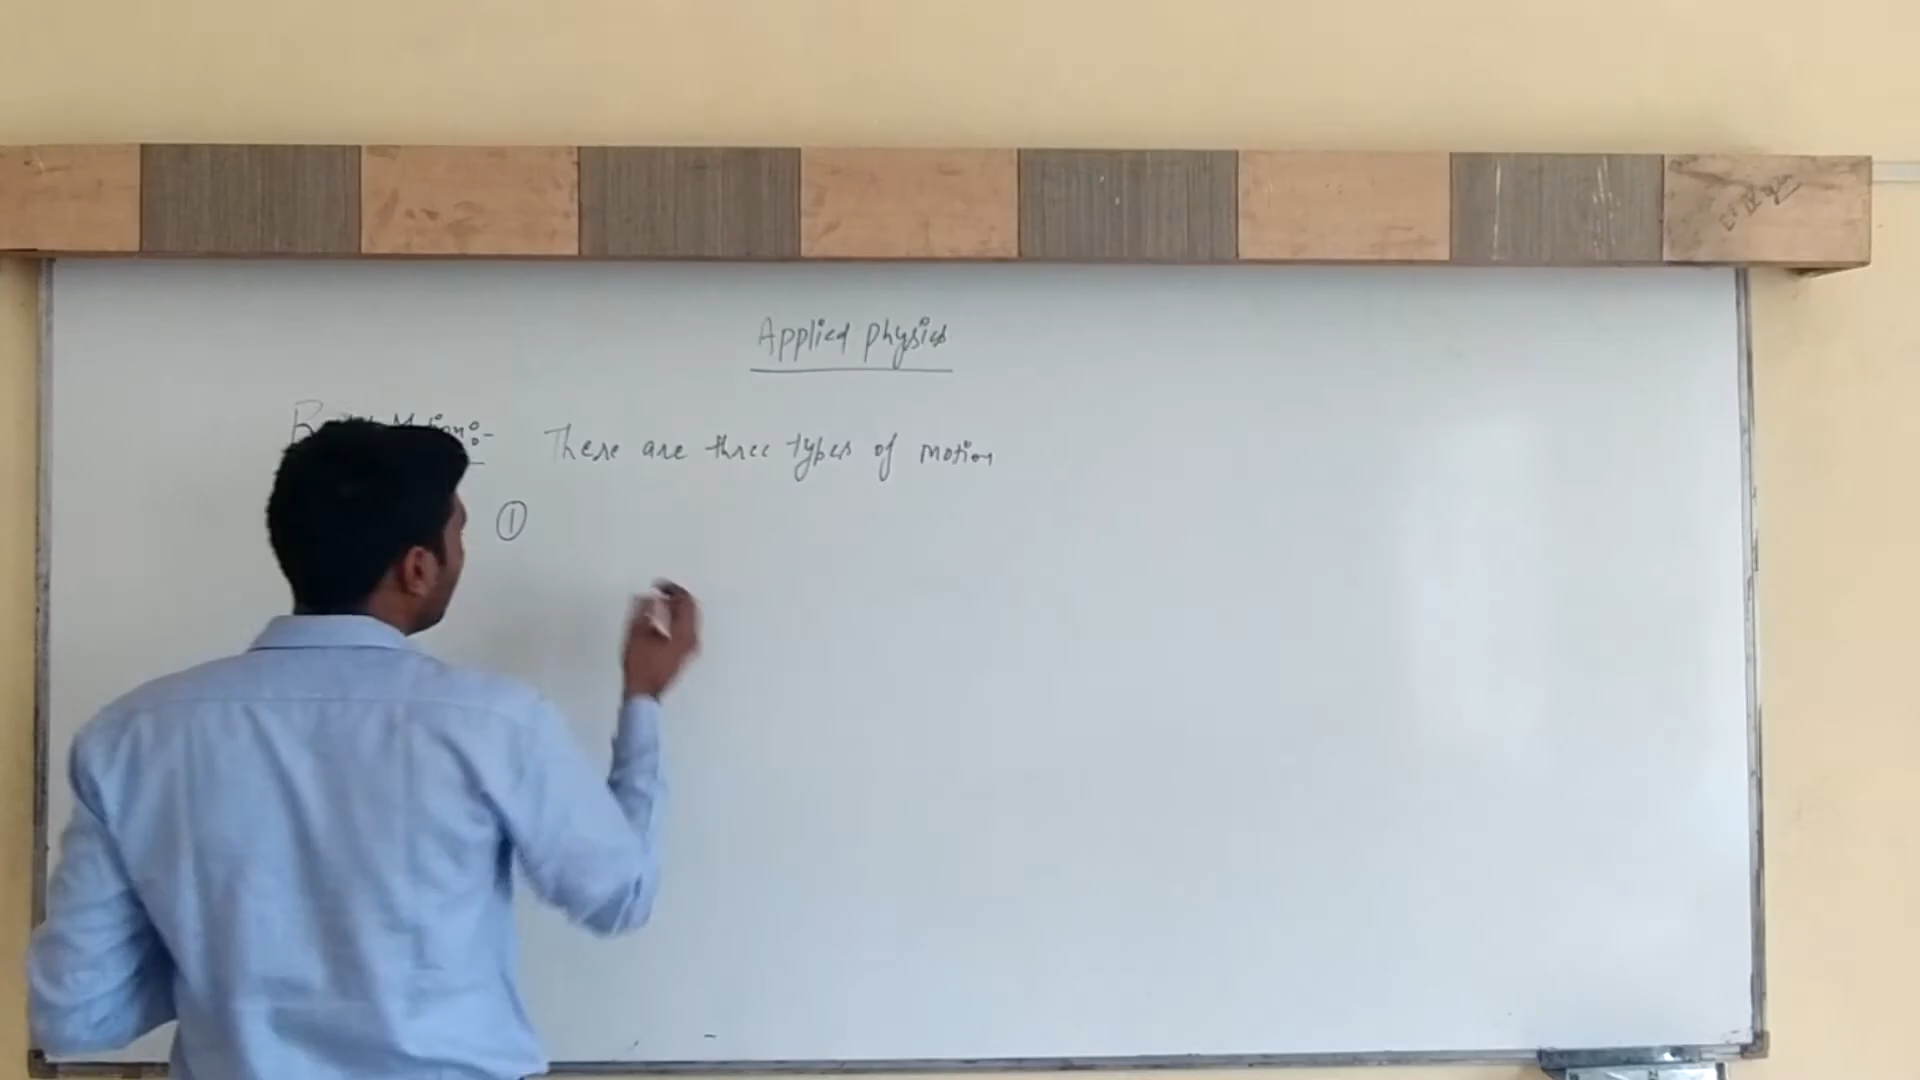 Applied physics
Motion:- There are three types of motion
①